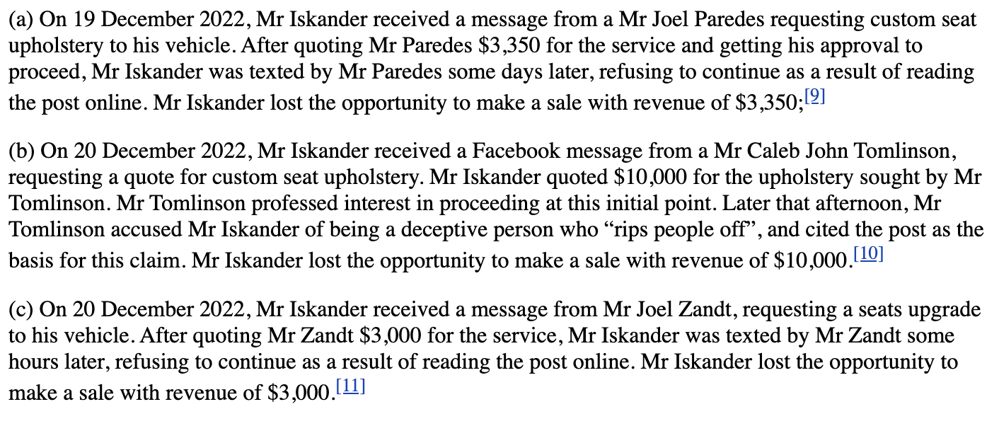 (a) On 19 December 2022, Mr Iskander received a message from a Mr Joel Paredes requesting custom seat
upholstery to his vehicle. After quoting Mr Paredes $3,350 for the service and getting his approval to
proceed, Mr Iskander was texted by Mr Paredes some days later, refusing to continue as a result of reading
the post online. Mr Iskander lost the opportunity to make a sale with revenue of $3,350;[9]
(b) On 20 December 2022, Mr Iskander received a Facebook message from a Mr Caleb John Tomlinson,
requesting a quote for custom seat upholstery. Mr Iskander quoted $10,000 for the upholstery sought by Mr
Tomlinson. Mr Tomlinson professed interest in proceeding at this initial point. Later that afternoon, Mr
Tomlinson accused Mr Iskander of being a deceptive person who “rips people off”, and cited the post as the
basis for this claim. Mr Iskander lost the opportunity to make a sale with revenue of $10,000.[10]
(c) On 20 December 2022, Mr Iskander received a message from Mr Joel Zandt, requesting a seats upgrade
to his vehicle. After quoting Mr Zandt $3,000 for the service, Mr Iskander was texted by Mr Zandt some
hours later, refusing to continue as a result of reading the post online. Mr Iskander lost the opportunity to
make a sale with revenue of $3,000.[11]